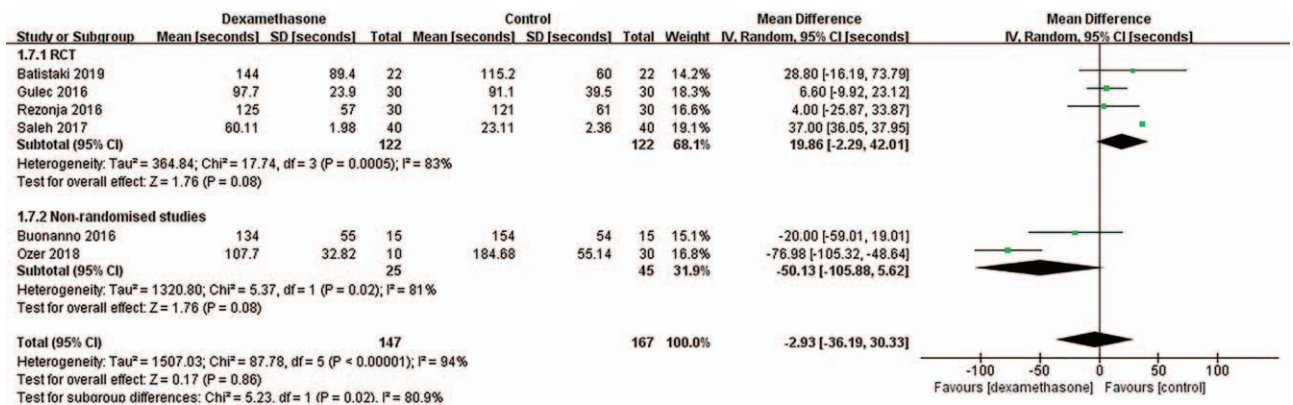 Dexamethasone Control Mean Difference Mean Difference
Study or Subgroup Mean [seconds] SD [seconds] Total Mean [seconds] SD [seconds] Total Weight IV, Random, 95% CI [seconds] IV, Random, 95% CI [seconds]
1.7.1 RCT
Batistaki 2019 144 89.4 22 115.2 60 22 14.2% 28.80 [-16.19, 73.79]
Gulec 2016 97.7 23.9 30 91.1 39.5 30 18.3% 6.60 [-9.92, 23.12]
Rezonja 2016 125 57 30 121 61 30 16.6% 4.00 [-25.87, 33.87]
Saleh 2017 60.11 1.98 40 23.11 2.36 40 19.1% 37.00 [36.05, 37.95]
Subtotal (95% CI) 122 122 68.1% 19.86 [-2.29, 42.01]
Heterogeneity: Tau² = 364.84; Chi² = 17.74, df = 3 (P = 0.0005); I² = 83%
Test for overall effect: Z = 1.76 (P = 0.08)
1.7.2 Non-randomised studies
Buonanno 2016 134 55 15 154 54 15 15.1% -20.00 [-59.01, 19.01]
Ozer 2018 107.7 32.82 10 184.68 55.14 30 16.8% -76.98 [-105.32, -48.64]
Subtotal (95% CI) 25 45 31.9% -50.13 [-105.88, 5.62]
Heterogeneity: Tau² = 1320.80; Chi² = 5.37, df = 1 (P = 0.02); I² = 81%
Test for overall effect: Z = 1.76 (P = 0.08)
Total (95% CI) 147 167 100.0% -2.93 [-36.19, 30.33]
Heterogeneity: Tau² = 1507.03; Chi² = 87.78, df = 5 (P < 0.00001); I² = 94%
Test for overall effect: Z = 0.17 (P = 0.86)
Test for subgroup differences: Chi² = 5.23, df = 1 (P = 0.02), I² = 80.9%
-100 -50 0 50 100
Favours [dexamethasone] Favours [control]